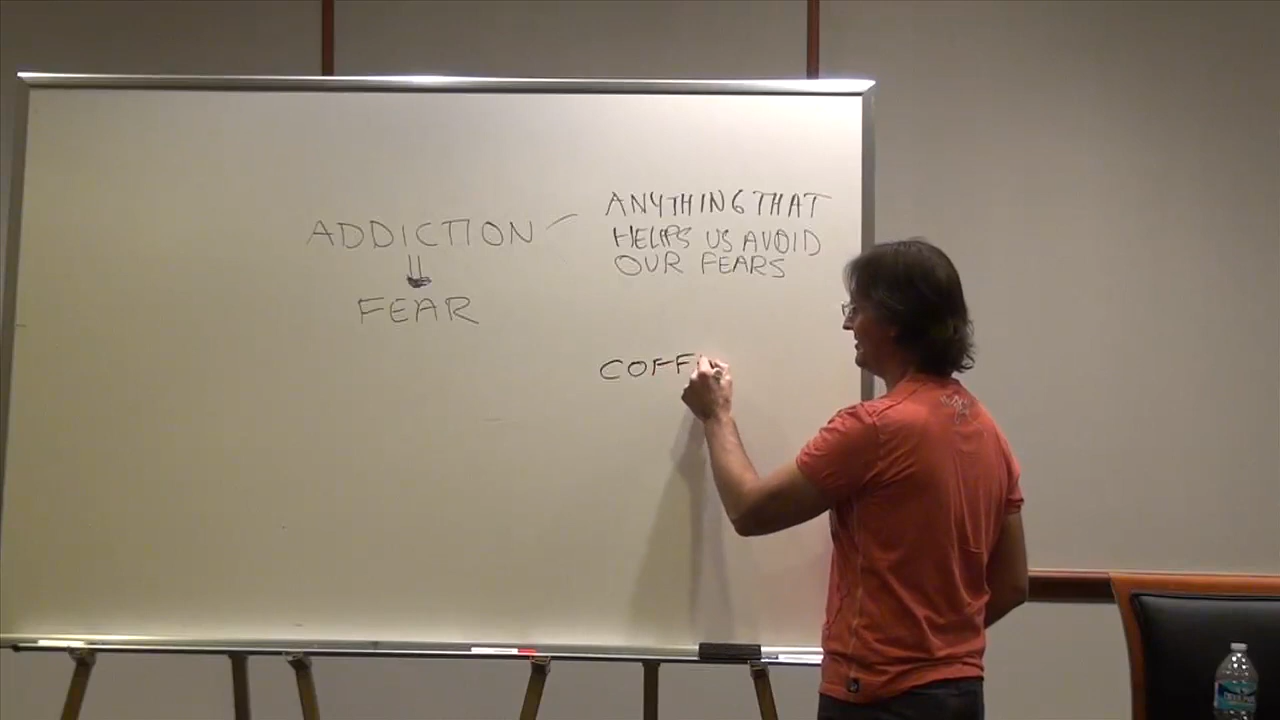 ADDICTION
FEAR
ANYTHING THAT
HELPS US AVOID
OUR FEARS
COFF